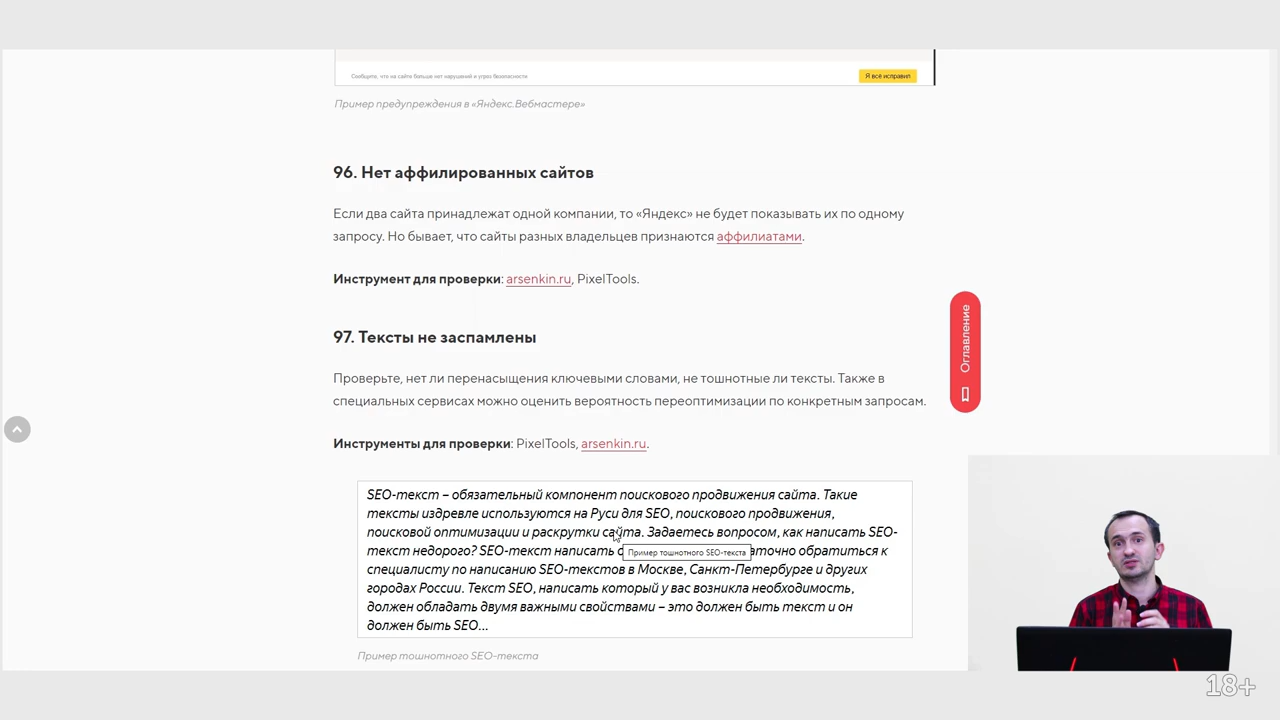 Сообщите, что на сайте больше нет нарушений и угроз безопасности
Я всё исправил
Пример предупреждения в «Яндекс.Вебмастере»
96. Нет аффилированных сайтов
Если два сайта принадлежат одной компании, то «Яндекс» не будет показывать их по одному
запросу. Но бывает, что сайты разных владельцев признаются аффилиатами.
Инструмент для проверки: arsenkin.ru, PixelTools.
97. Тексты не заспамлены
Проверьте, нет ли перенасыщения ключевыми словами, не тошнотные ли тексты. Также в
специальных сервисах можно оценить вероятность переоптимизации по конкретным запросам.
Инструменты для проверки: PixelTools, arsenkin.ru.
SEO-текст – обязательный компонент поискового продвижения сайта. Такие
тексты издревле используются на Руси для SEO, поискового продвижения,
поисковой оптимизации и раскрутки сайта. Задаетесь вопросом, как написать SEO-
текст недорого? SEO-текст написать обратиться к
Пример тошнотного SEO-текста
специалисту по написанию SEO-текстов в Москве, Санкт-Петербурге и других
городах России. Текст SEO, написать который у вас возникла необходимость,
должен обладать двумя важными свойствами – это должен быть текст и он
должен быть SEO...
Пример тошнотного SEO-текста
Оглавление
18+